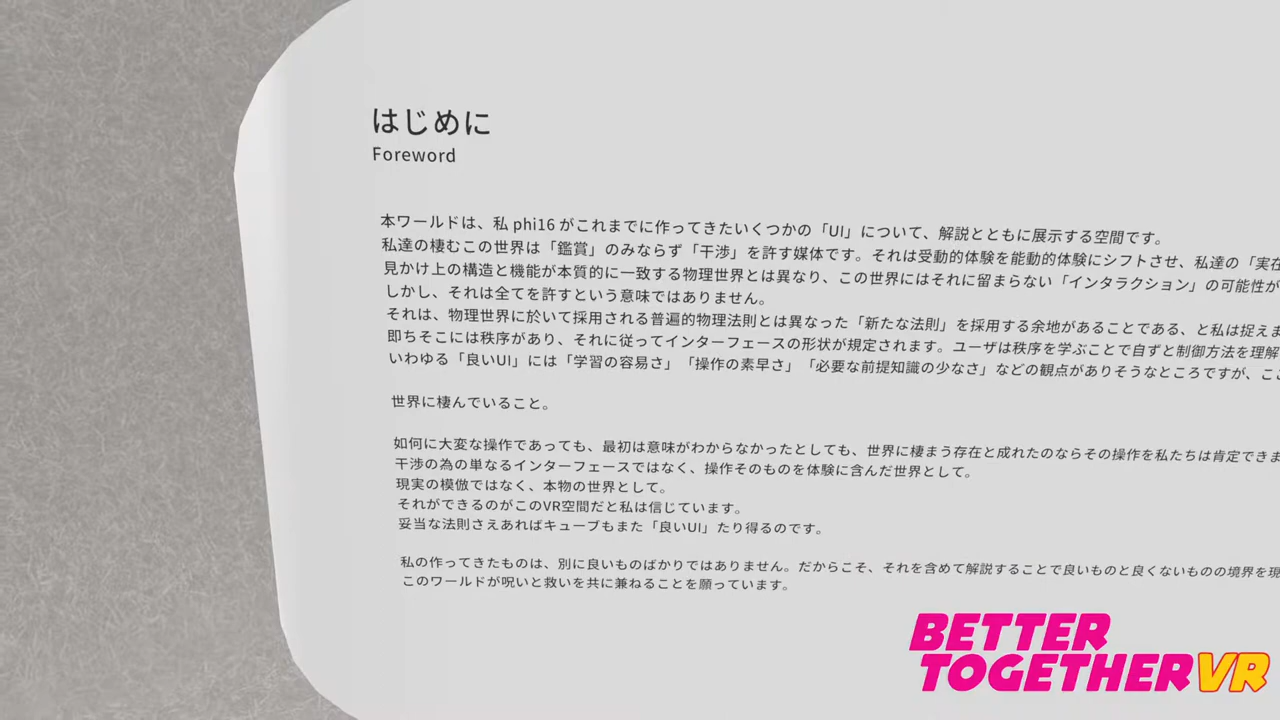 はじめに
Foreword
本ワールドは、私 phi16 がこれまでに作ってきたいくつかの「UI」について、解説とともに展示する空間です。
私達の棲むこの世界は「鑑賞」のみならず「干渉」を許す媒体です。それは受動的体験を能動的体験にシフトさせ、私達の「実在
見かけ上の構造と機能が本質的に一致する物理世界とは異なり、この世界にはそれに留まらない「インタラクション」の可能性が
しかし、それは全てを許すという意味ではありません。
それは、物理世界に於いて採用される普遍的物理法則とは異なった「新たな法則」を採用する余地があることである、と私は捉えま
即ちそこには秩序があり、それに従ってインターフェースの形状が規定されます。ユーザは秩序を学ぶことで自ずと制御方法を理解
いわゆる「良いUI」には「学習の容易さ」「操作の素早さ」「必要な前提知識の少なさ」などの観点がありそうなところですが、ここ
世界に棲んでいること。
如何に大変な操作であっても、最初は意味がわからなかったとしても、世界に棲まう存在と成れたのならその操作を私たちは肯定できま
干渉の為の単なるインターフェースではなく、操作そのものを体験に含んだ世界として。
現実の模倣ではなく、本物の世界として。
それができるのがこのVR空間だと私は信じています。
妥当な法則さえあればキューブもまた「良いUI」たり得るのです。
私の作ってきたものは、別に良いものばかりではありません。だからこそ、それを含めて解説することで良いものと良くないものの境界を現
このワールドが呪いと救いを共に兼ねることを願っています。
BETTER
TOGETHER VR